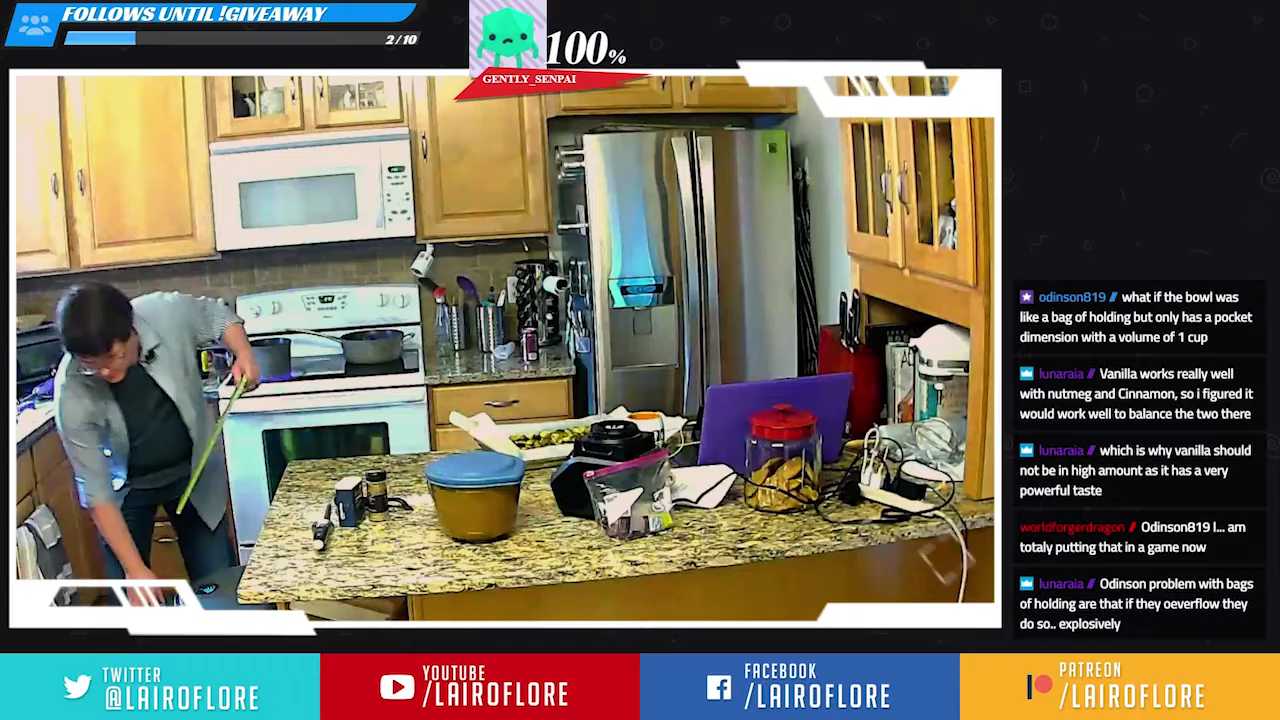 FOLLOWS UNTIL !GIVEAWAY
2/10
100%
GENTLY_SENPAI
odinson819 // what if the bowl was
like a bag of holding but only has a pocket
dimension with a volume of 1 cup
lunaraia // Vanilla works really well
with nutmeg and Cinnamon, so i figured it
would work well to balance the two there
lunaraia // which is why vanilla should
not be in high amount as it has a very
powerful taste
worldforgerdragon // Odinson819 I... am
totaly putting that in a game now
lunaraia // Odinson problem with bags
of holding are that if they oeverflow they
do so.. explosively
TWITTER
@LAIROFLORE
YOUTUBE
/LAIROFLORE
FACEBOOK
/LAIROFLORE
PATREON
/LAIROFLORE